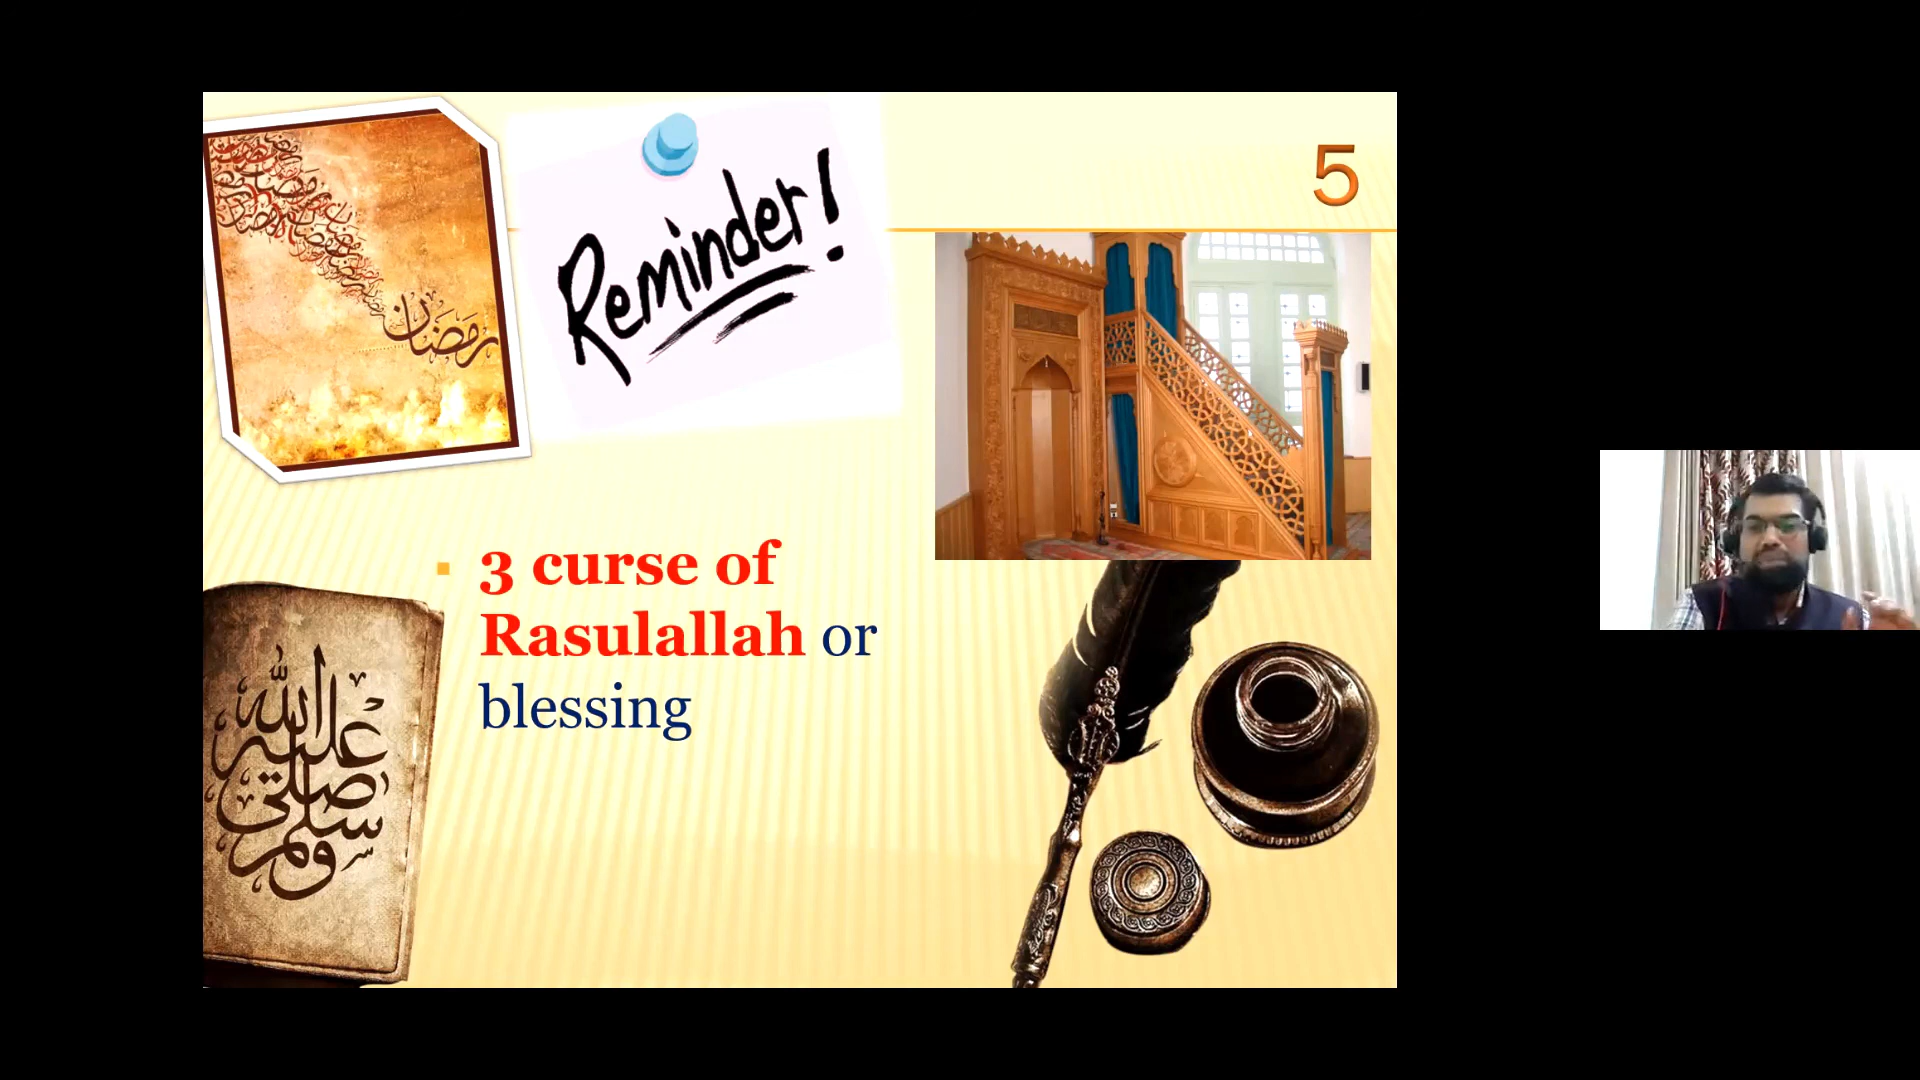 رمضان
Reminder!
5
3 curse of
Rasulallah or
blessing
الله
عليه
صلى
وسلم